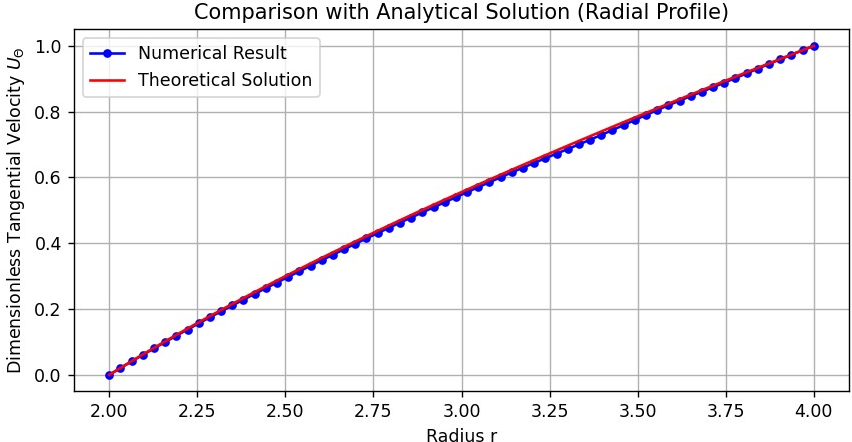 Comparison with Analytical Solution (Radial Profile)
Numerical Result
Theoretical Solution
Dimensionless Tangential Velocity U_Θ
1.0
0.8
0.6
0.4
0.2
0.0
2.00 2.25 2.50 2.75 3.00 3.25 3.50 3.75 4.00
Radius r